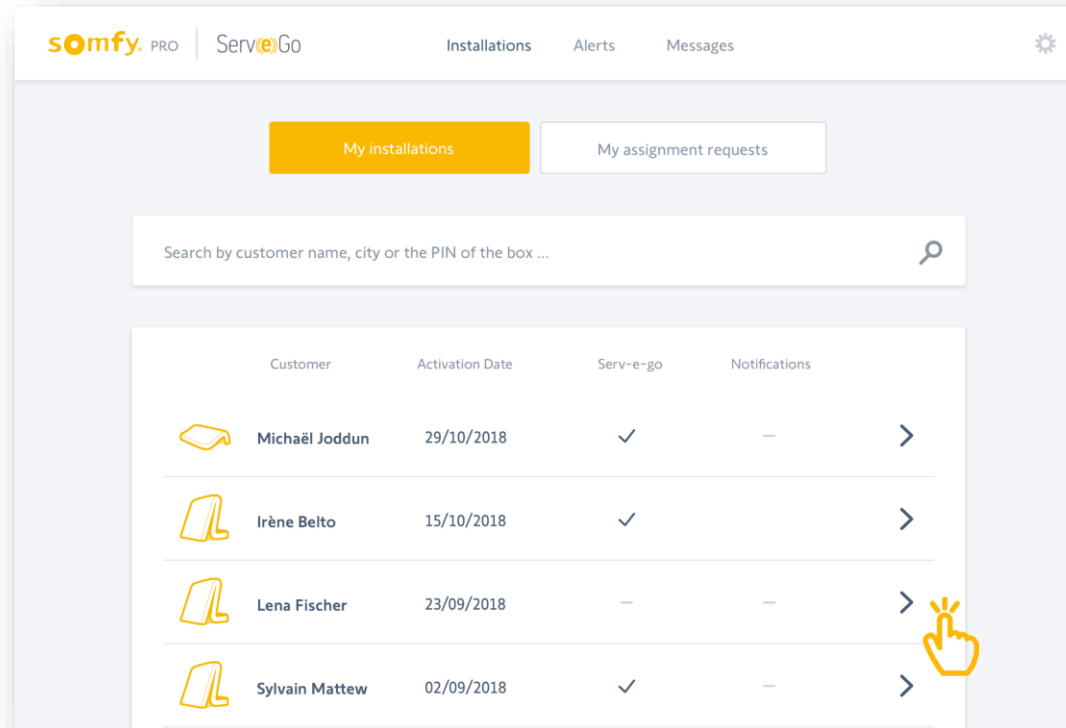 somfy. PRO Serv(e)Go Installations Alerts Messages
My installations My assignment requests
Search by customer name, city or the PIN of the box ...
Customer Activation Date Serv-e-go Notifications
Michaël Joddun 29/10/2018 ✓ –
Irène Belto 15/10/2018 ✓
Lena Fischer 23/09/2018 – –
Sylvain Mattew 02/09/2018 ✓ –